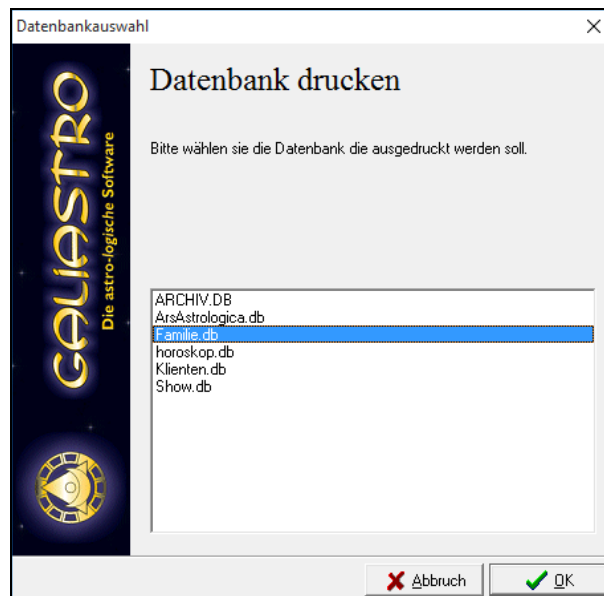 Datenbankauswahl
GALIASTRO
Die astro-logische Software
Datenbank drucken
Bitte wählen sie die Datenbank die ausgedruckt werden soll.
ARCHIV.DB
ArsAstrologica.db
Familie.db
horoskop.db
Klienten.db
Show.db
Abbruch
OK